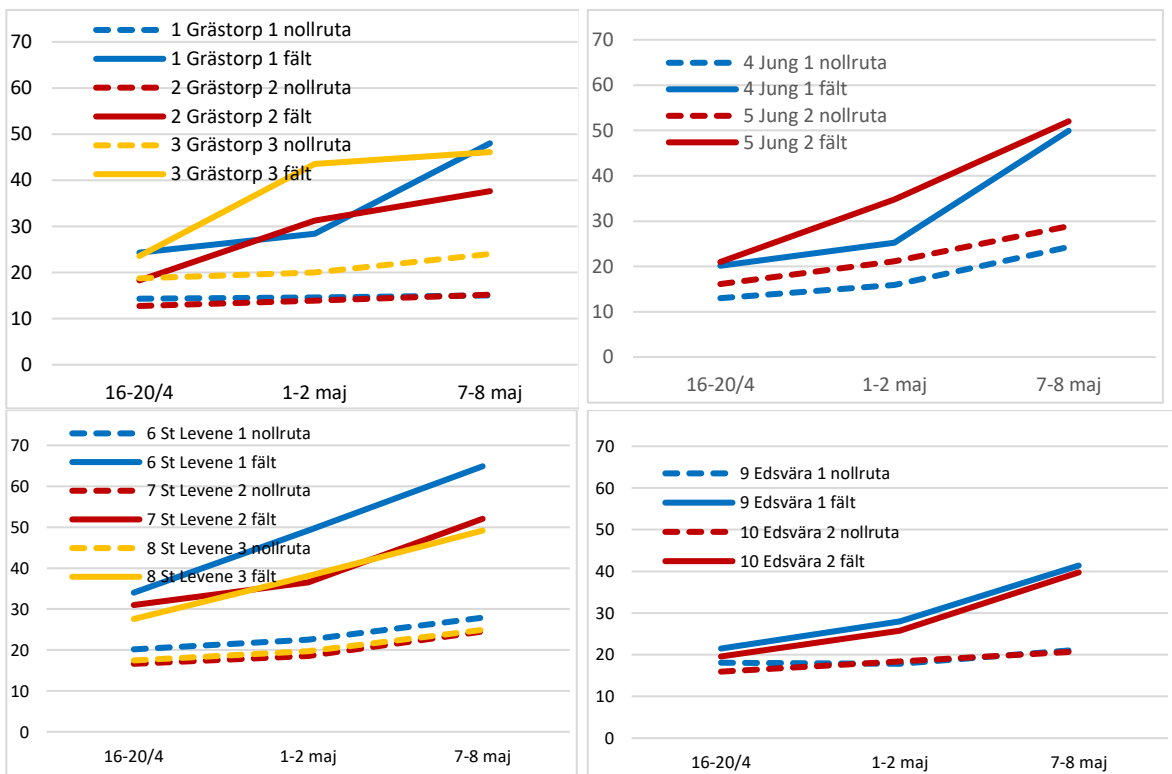 70
60
50
40
30
20
10
0
1 Grästorp 1 nollruta
1 Grästorp 1 fält
2 Grästorp 2 nollruta
2 Grästorp 2 fält
3 Grästorp 3 nollruta
3 Grästorp 3 fält
16-20/4 1-2 maj 7-8 maj
70
60
50
40
30
20
10
0
4 Jung 1 nollruta
4 Jung 1 fält
5 Jung 2 nollruta
5 Jung 2 fält
16-20/4 1-2 maj 7-8 maj
70
60
50
40
30
20
10
0
6 St Levene 1 nollruta
6 St Levene 1 fält
7 St Levene 2 nollruta
7 St Levene 2 fält
8 St Levene 3 nollruta
8 St Levene 3 fält
16-20/4 1-2 maj 7-8 maj
70
60
50
40
30
20
10
0
9 Edsvära 1 nollruta
9 Edsvära 1 fält
10 Edsvära 2 nollruta
10 Edsvära 2 fält
16-20/4 1-2 maj 7-8 maj